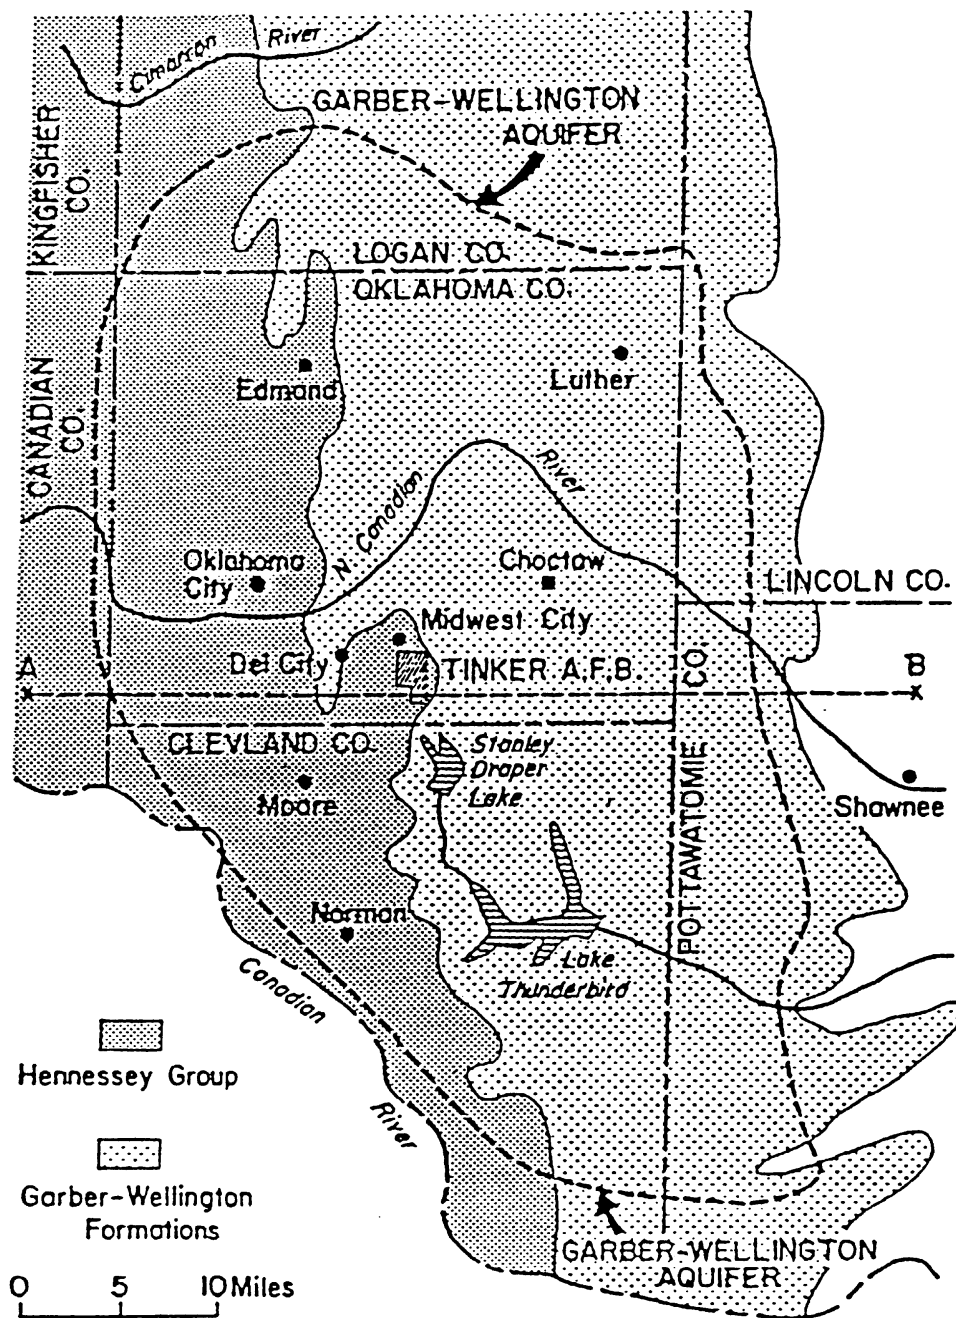 Cimarron River
GARBER-WELLINGTON
AQUIFER
KINGFISHER
CO.
LOGAN CO.
OKLAHOMA CO.
CANADIAN
CO.
Edmand
Luther
N. Canadian River
Oklahoma
City
Choctaw
LINCOLN CO.
Midwest City
Del City
A
TINKER A.F.B.
B
CO.
CLEVLAND CO.
Stanley
Draper
Lake
Moore
Shawnee
POTTAWATOMIE
Norman
Lake
Thunderbird
Canadian River
Hennessey Group
Garber-Wellington
Formations
GARBER-WELLINGTON
AQUIFER
0 5 10 Miles